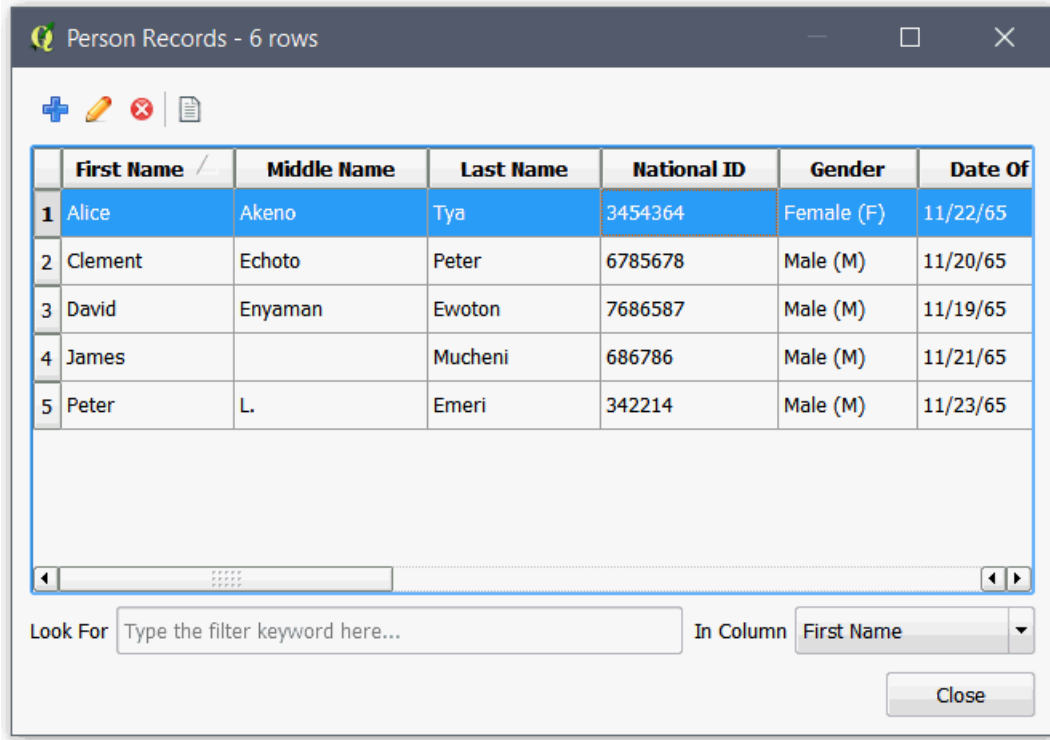 Person Records - 6 rows
First Name Middle Name Last Name National ID Gender Date Of
1 Alice Akeno Tya 3454364 Female (F) 11/22/65
2 Clement Echoto Peter 6785678 Male (M) 11/20/65
3 David Enyaman Ewoton 7686587 Male (M) 11/19/65
4 James Mucheni 686786 Male (M) 11/21/65
5 Peter L. Emeri 342214 Male (M) 11/23/65
Look For Type the filter keyword here... In Column First Name
Close